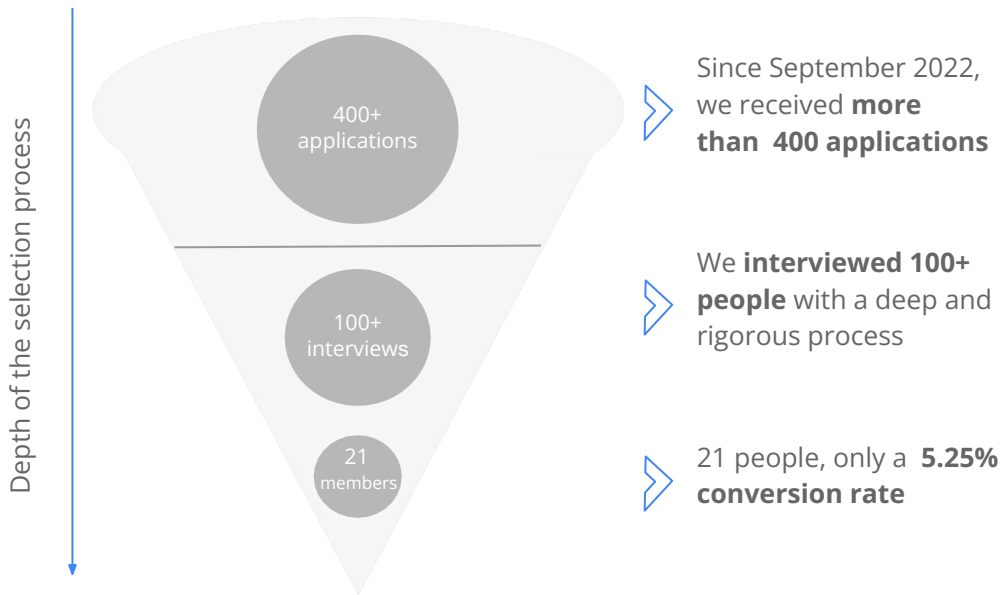 Depth of the selection process
400+
applications
Since September 2022,
we received more
than 400 applications
100+
interviews
We interviewed 100+
people with a deep and
rigorous process
21
members
21 people, only a 5.25%
conversion rate